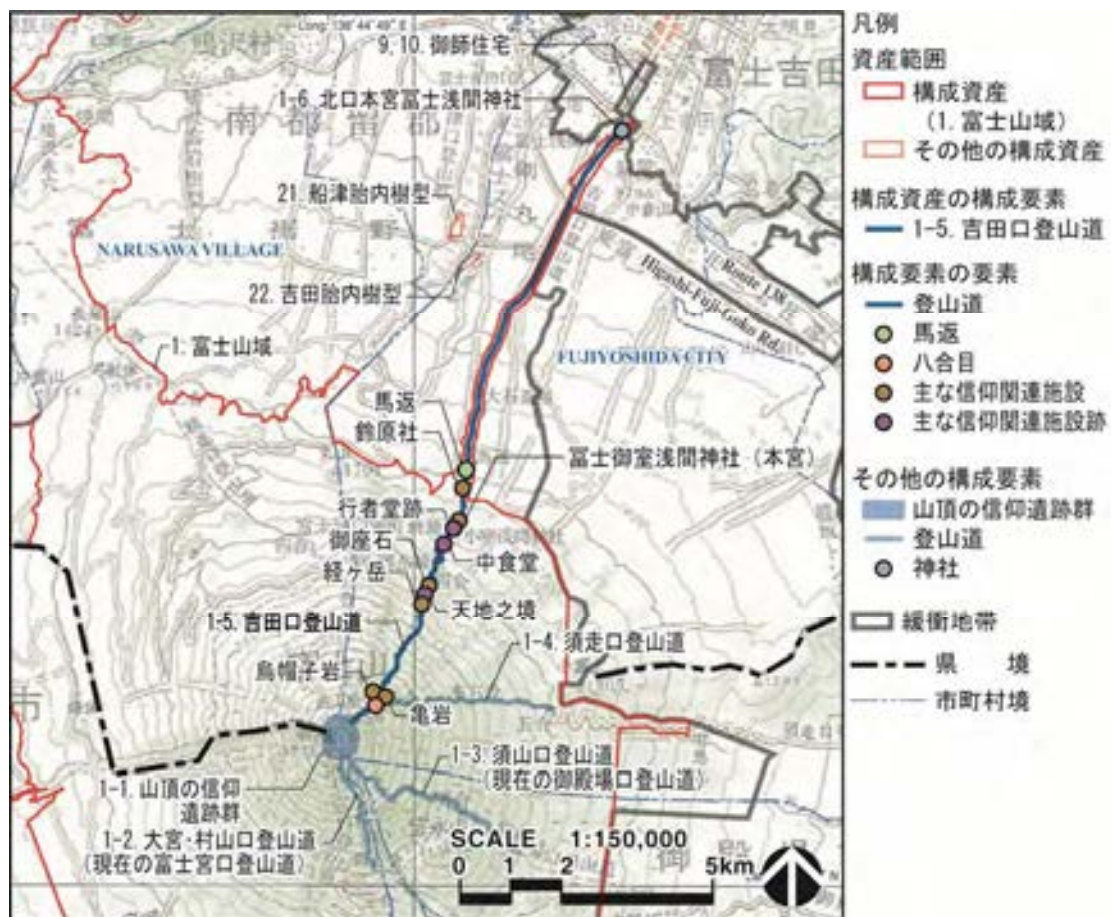 Long. 138° 44' 49" E
9, 10. 御師住宅
富士吉田
1-6. 北口本宮冨士浅間神社
南都留郡
21. 船津胎内樹型
NARUSAWA VILLAGE
22. 吉田胎内樹型
Route 138
Higashi-Fuji-Goko Rd.
FUJIYOSHIDA CITY
1. 富士山域
馬返
鈴原社
冨士御室浅間神社（本宮）
行者堂跡
御座石
中食堂
経ヶ岳
天地之境
1-5. 吉田口登山道
1-4. 須走口登山道
烏帽子岩
市
亀岩
1-3. 須山口登山道
（現在の御殿場口登山道）
1-1. 山頂の信仰
遺跡群
1-2. 大宮・村山口登山道
（現在の富士宮口登山道）
SCALE 1:150,000
0 1 2 5km
御殿
N
凡例
資産範囲
構成資産
（1. 富士山域）
その他の構成資産
構成資産の構成要素
1-5. 吉田口登山道
構成要素の要素
登山道
馬返
八合目
主な信仰関連施設
主な信仰関連施設跡
その他の構成要素
山頂の信仰遺跡群
登山道
神社
緩衝地帯
県　境
市町村境